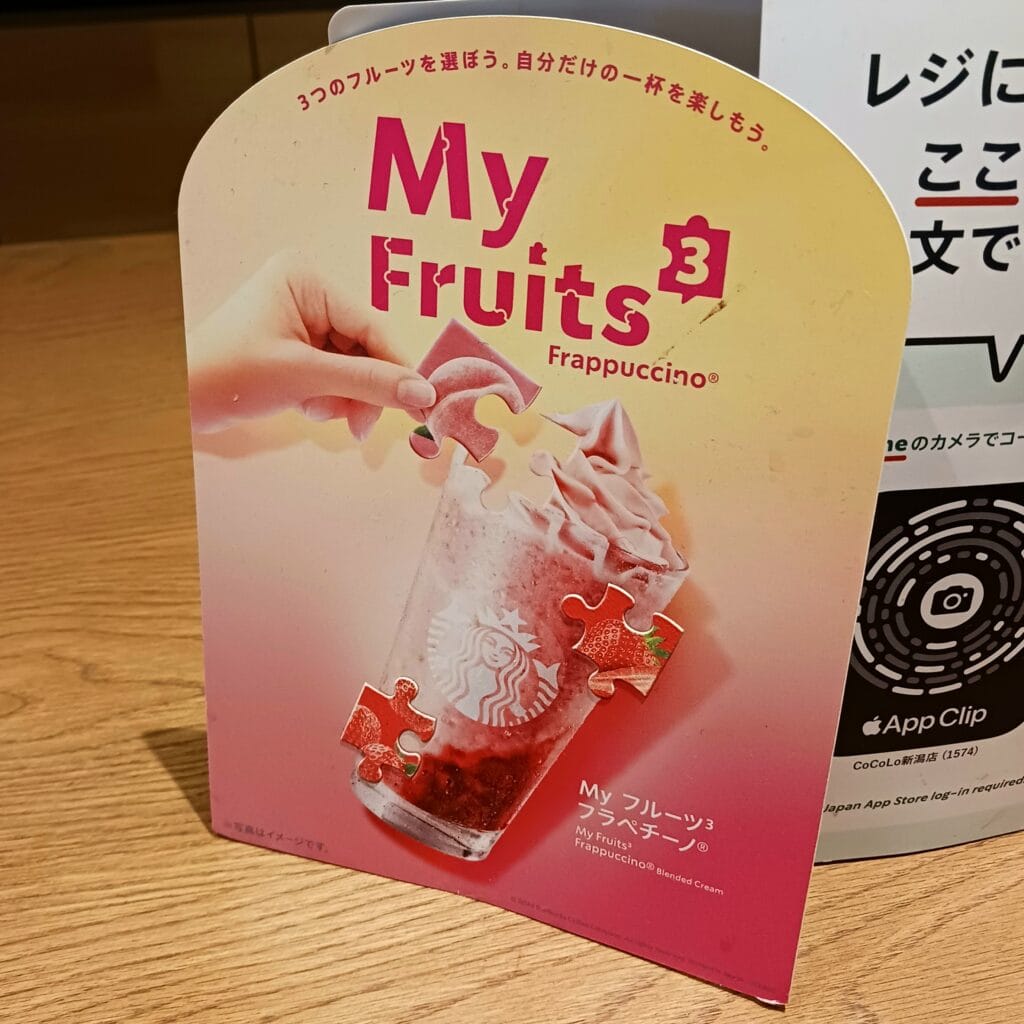 3つのフルーツを選ぼう。自分だけの一杯を楽しもう。
My
Fruits3
Frappuccino®
My フルーツ3
フラペチーノ®
My Fruits³
Frappuccino® Blended Cream
※写真はイメージです。
レジに
ここ
文で
のカメラでコー
App Clip
CoCoLo新潟店 (1574)
Japan App Store log-in required.